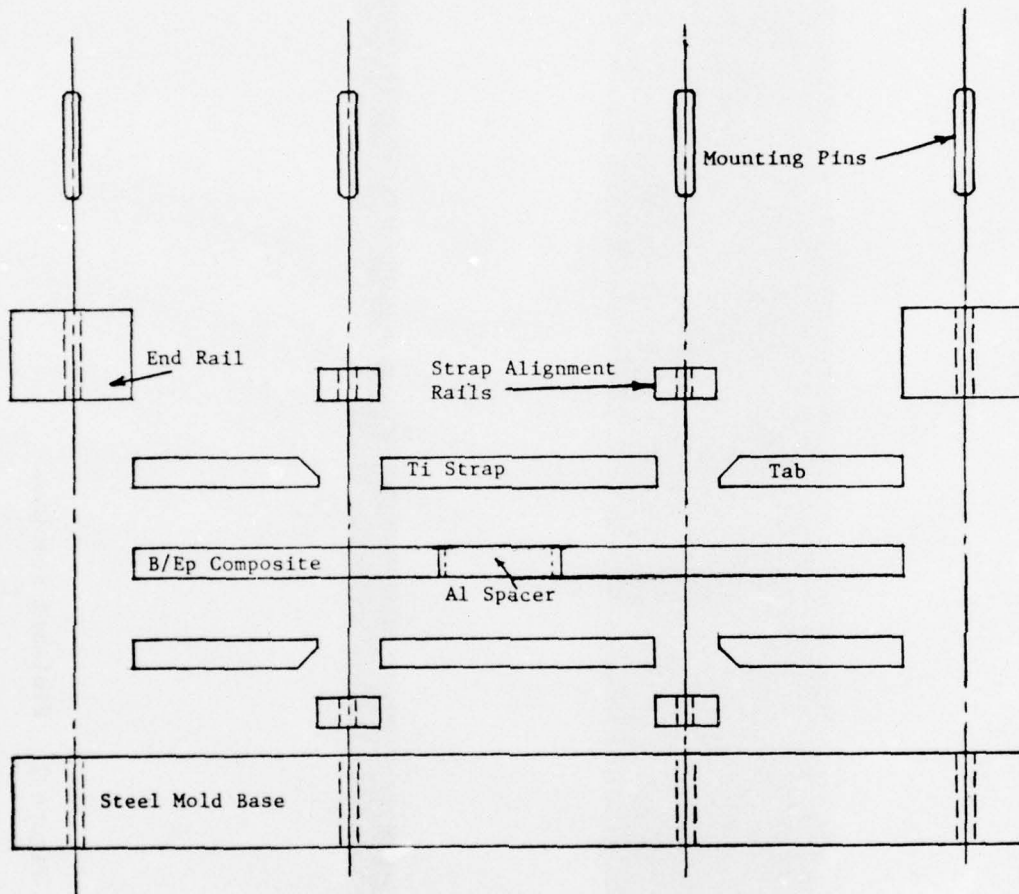 Mounting Pins
End Rail
Strap Alignment
Rails
Ti Strap
Tab
B/Ep Composite
Al Spacer
Steel Mold Base